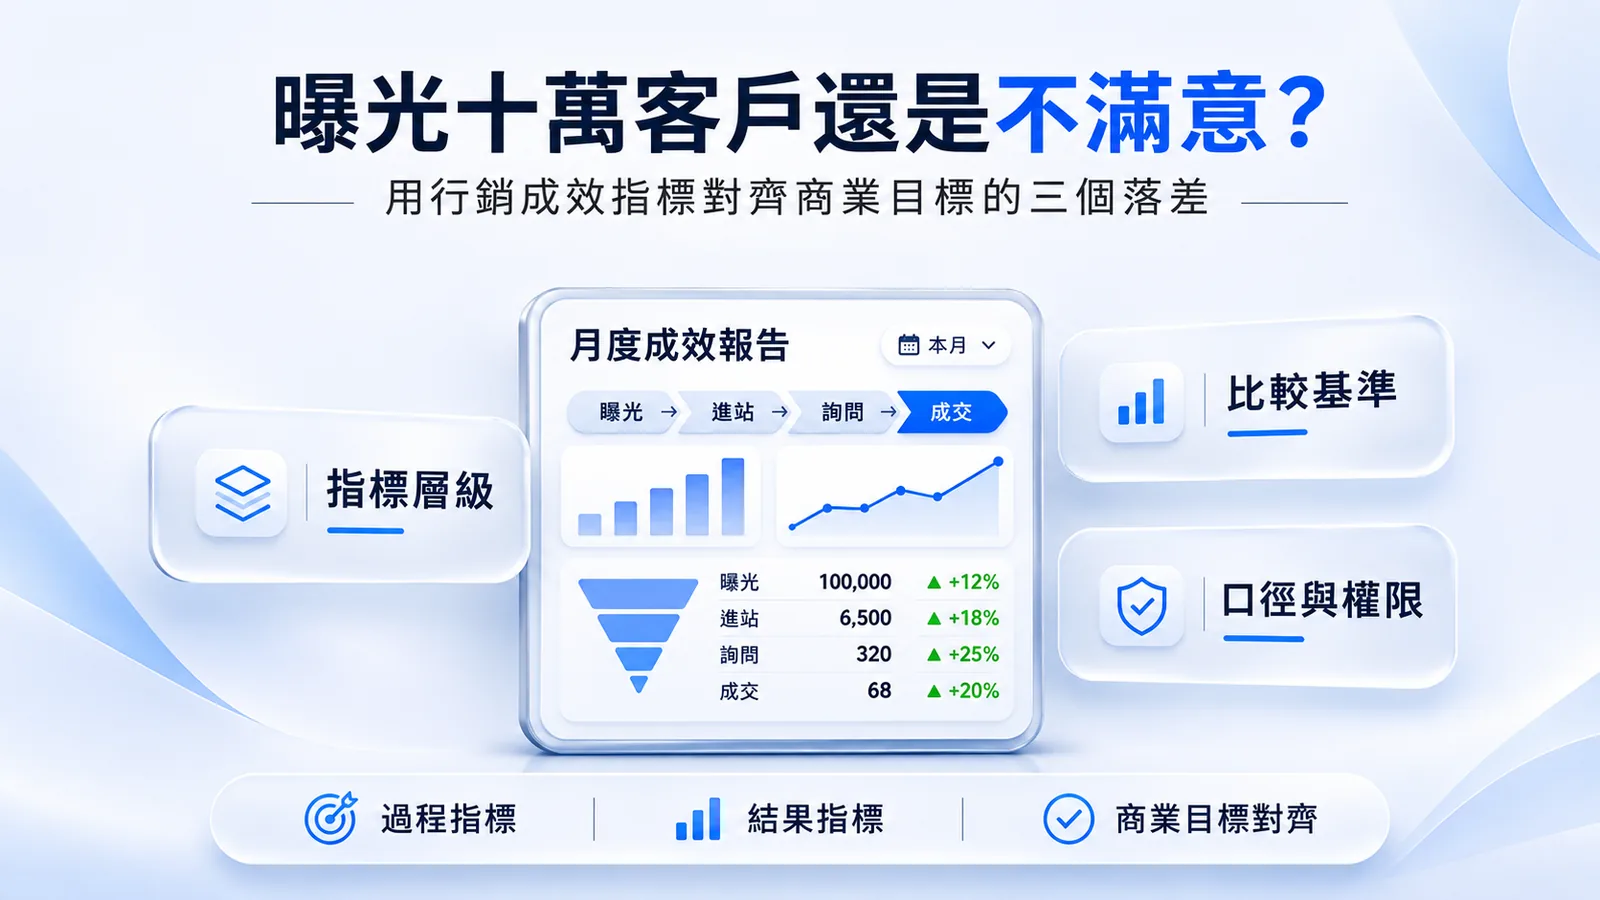 曝光十萬客戶還是不滿意？
用行銷成效指標對齊商業目標的三個落差
月度成效報告
本月
曝光 → 進站 → 詢問 → 成交
曝光 100,000 ▲ +12%
進站 6,500 ▲ +18%
詢問 320 ▲ +25%
成交 68 ▲ +20%
指標層級
比較基準
口徑與權限
過程指標
結果指標
商業目標對齊